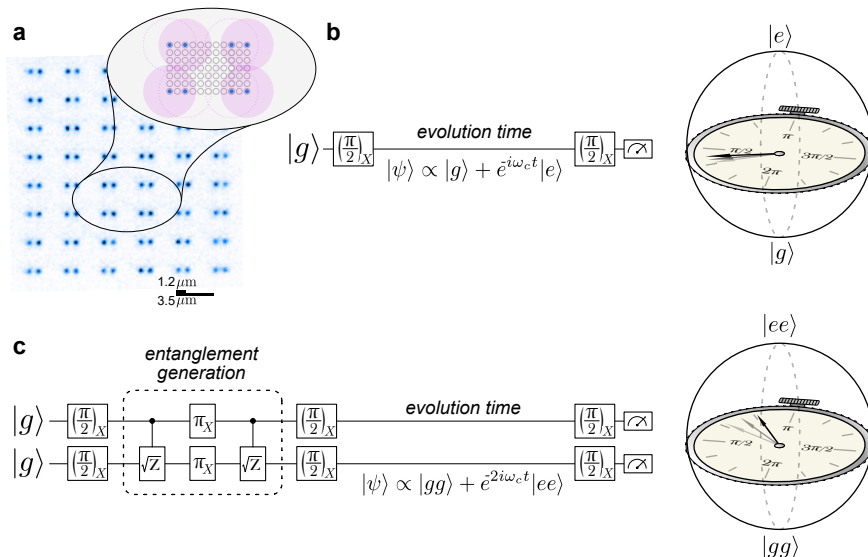 a
1.2 μm
3.5 μm
b
|g⟩ (π/2)X evolution time (π/2)X
|ψ⟩ ∝ |g⟩ + e^{-iω_c t}|e⟩
|e⟩
π
π/2 3π/2
2π
|g⟩
c
entanglement
generation
|g⟩ (π/2)X πX (π/2)X evolution time (π/2)X
|g⟩ (π/2)X √Z πX √Z (π/2)X |ψ⟩ ∝ |gg⟩ + e^{-2iω_c t}|ee⟩ (π/2)X
|ee⟩
π
π/2 3π/2
2π
|gg⟩